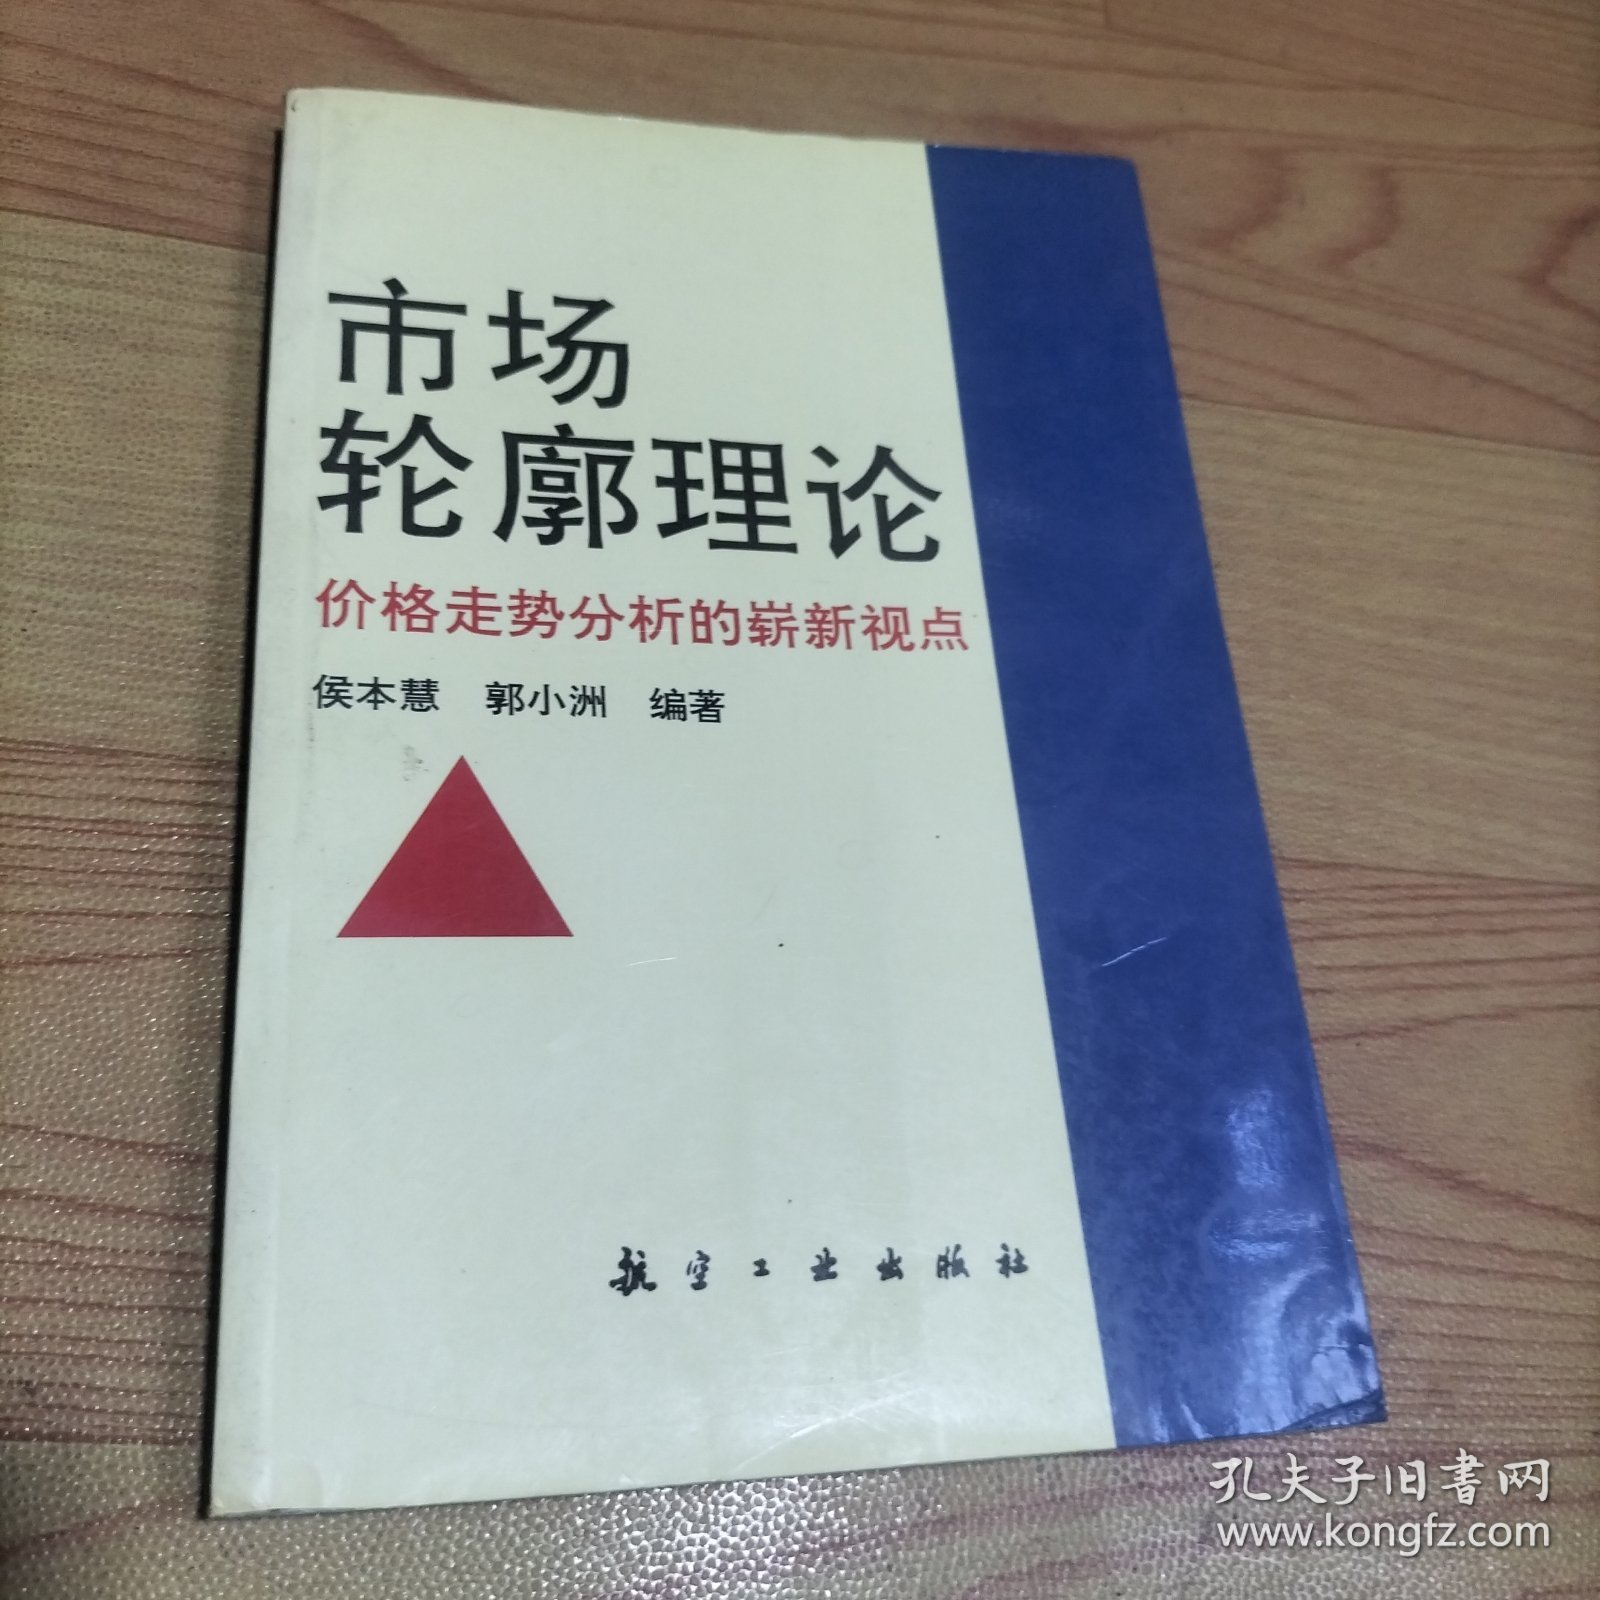 市场
轮廓理论
价格走势分析的崭新视点
侯本慧 郭小洲 编著
航空工业出版社
孔夫子旧书网
www.kongfz.com